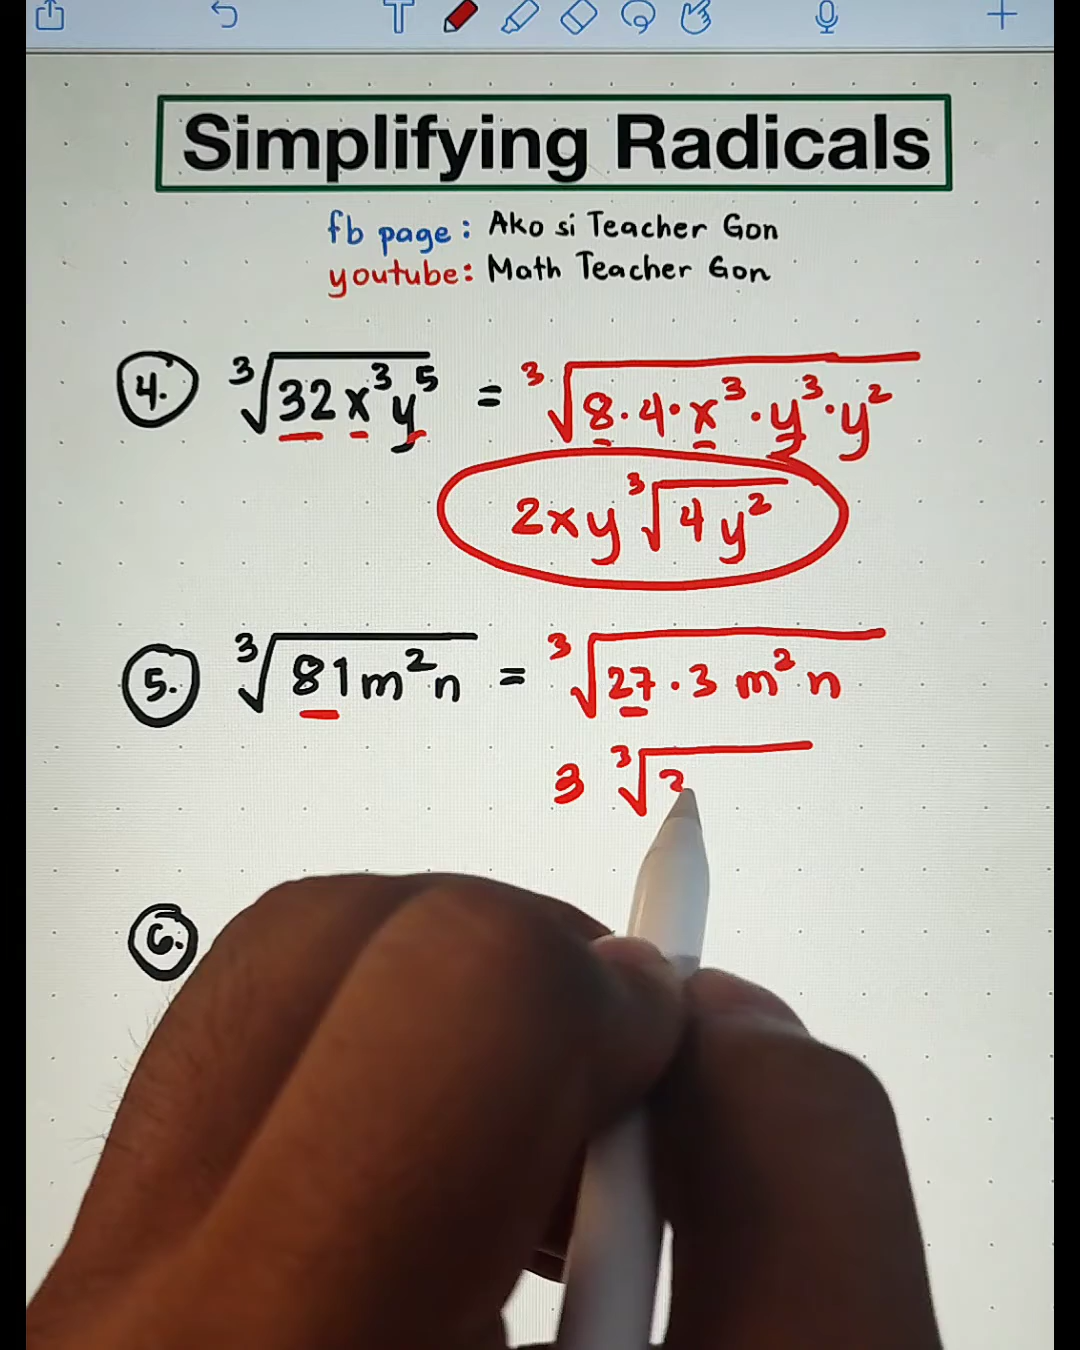 Simplifying Radicals
fb page: Ako si Teacher Gon
youtube: Math Teacher Gon
4. ∛(32x³y⁵) = ∛(8·4·x³·y³·y²)
2xy ∛(4y²)
5. ∛(81m²n) = ∛(27·3 m²n)
3 ∛
6.